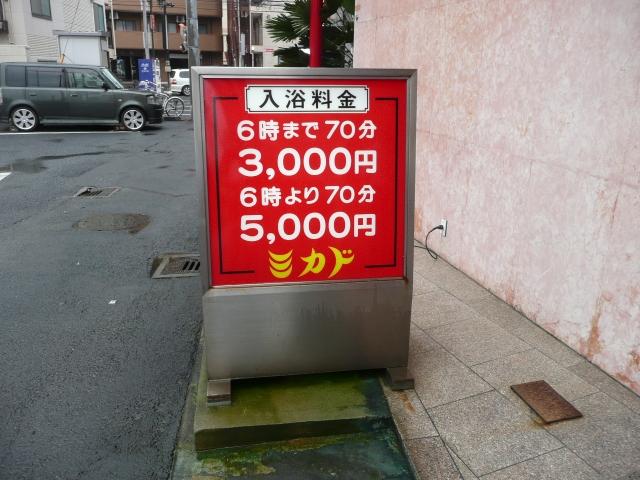 入浴料金
6時まで70分
3,000円
6時より70分
5,000円
ミカド